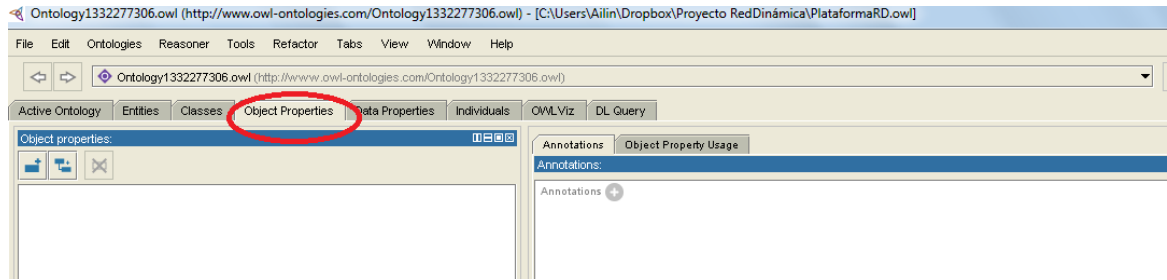 Ontology1332277306.owl (http://www.owl-ontologies.com/Ontology1332277306.owl) - [C:\Users\Ailin\Dropbox\Proyecto RedDinámica\PlataformaRD.owl]
File Edit Ontologies Reasoner Tools Refactor Tabs View Window Help
Ontology1332277306.owl (http://www.owl-ontologies.com/Ontology1332277306.owl)
Active Ontology Entities Classes Object Properties Data Properties Individuals OWLViz DL Query
Object properties:
Annotations Object Property Usage
Annotations:
Annotations